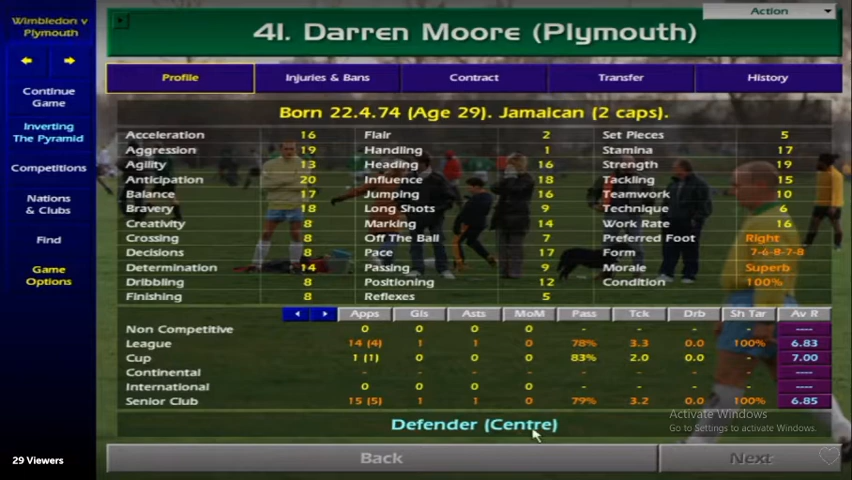 Wimbledon v
Plymouth
Continue
Game
Inverting
The Pyramid
Competitions
Nations
& Clubs
Find
Game
Options
29 Viewers
Action
41. Darren Moore (Plymouth)
Profile Injuries & Bans Contract Transfer History
Born 22.4.74 (Age 29). Jamaican (2 caps).
Acceleration 16 Flair 2 Set Pieces 5
Aggression 19 Handling 1 Stamina 17
Agility 13 Heading 16 Strength 19
Anticipation 20 Influence 18 Tackling 15
Balance 17 Jumping 16 Teamwork 10
Bravery 18 Long Shots 9 Technique 6
Creativity 8 Marking 14 Work Rate 16
Crossing 8 Off The Ball 7 Preferred Foot Right
Decisions 8 Pace 17 Form 7-6-8-7-8
Determination 14 Passing 9 Morale Superb
Dribbling 8 Positioning 12 Condition 100%
Finishing 8 Reflexes 5
Apps Gls Asts MoM Pass Tck Drb Sh Tar Av R
Non Competitive 0 0 0 0 - - - - ----
League 14 (4) 1 1 0 78% 3.3 0.0 100% 6.83
Cup 1 (1) 0 0 0 83% 2.0 0.0 - 7.00
Continental - - - - - - - - ----
International 0 0 0 0 - - - - ----
Senior Club 15 (5) 1 1 0 79% 3.2 0.0 100% 6.85
Defender (Centre)
Activate Windows
Go to Settings to activate Windows.
Back Next